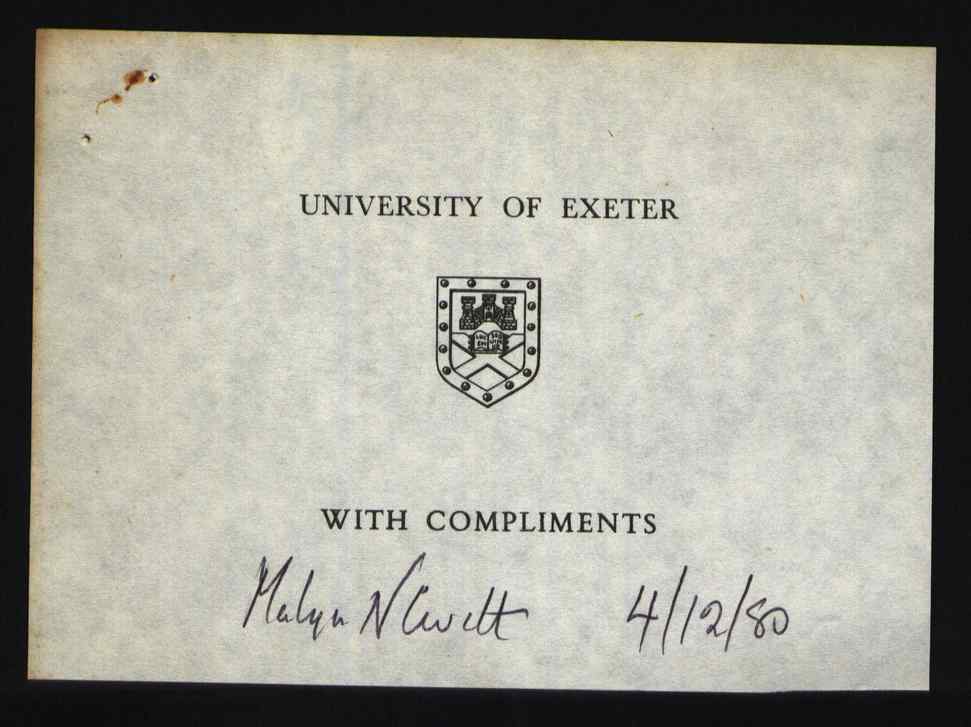 UNIVERSITY OF EXETER
WITH COMPLIMENTS
Malyn Newitt 4/12/80